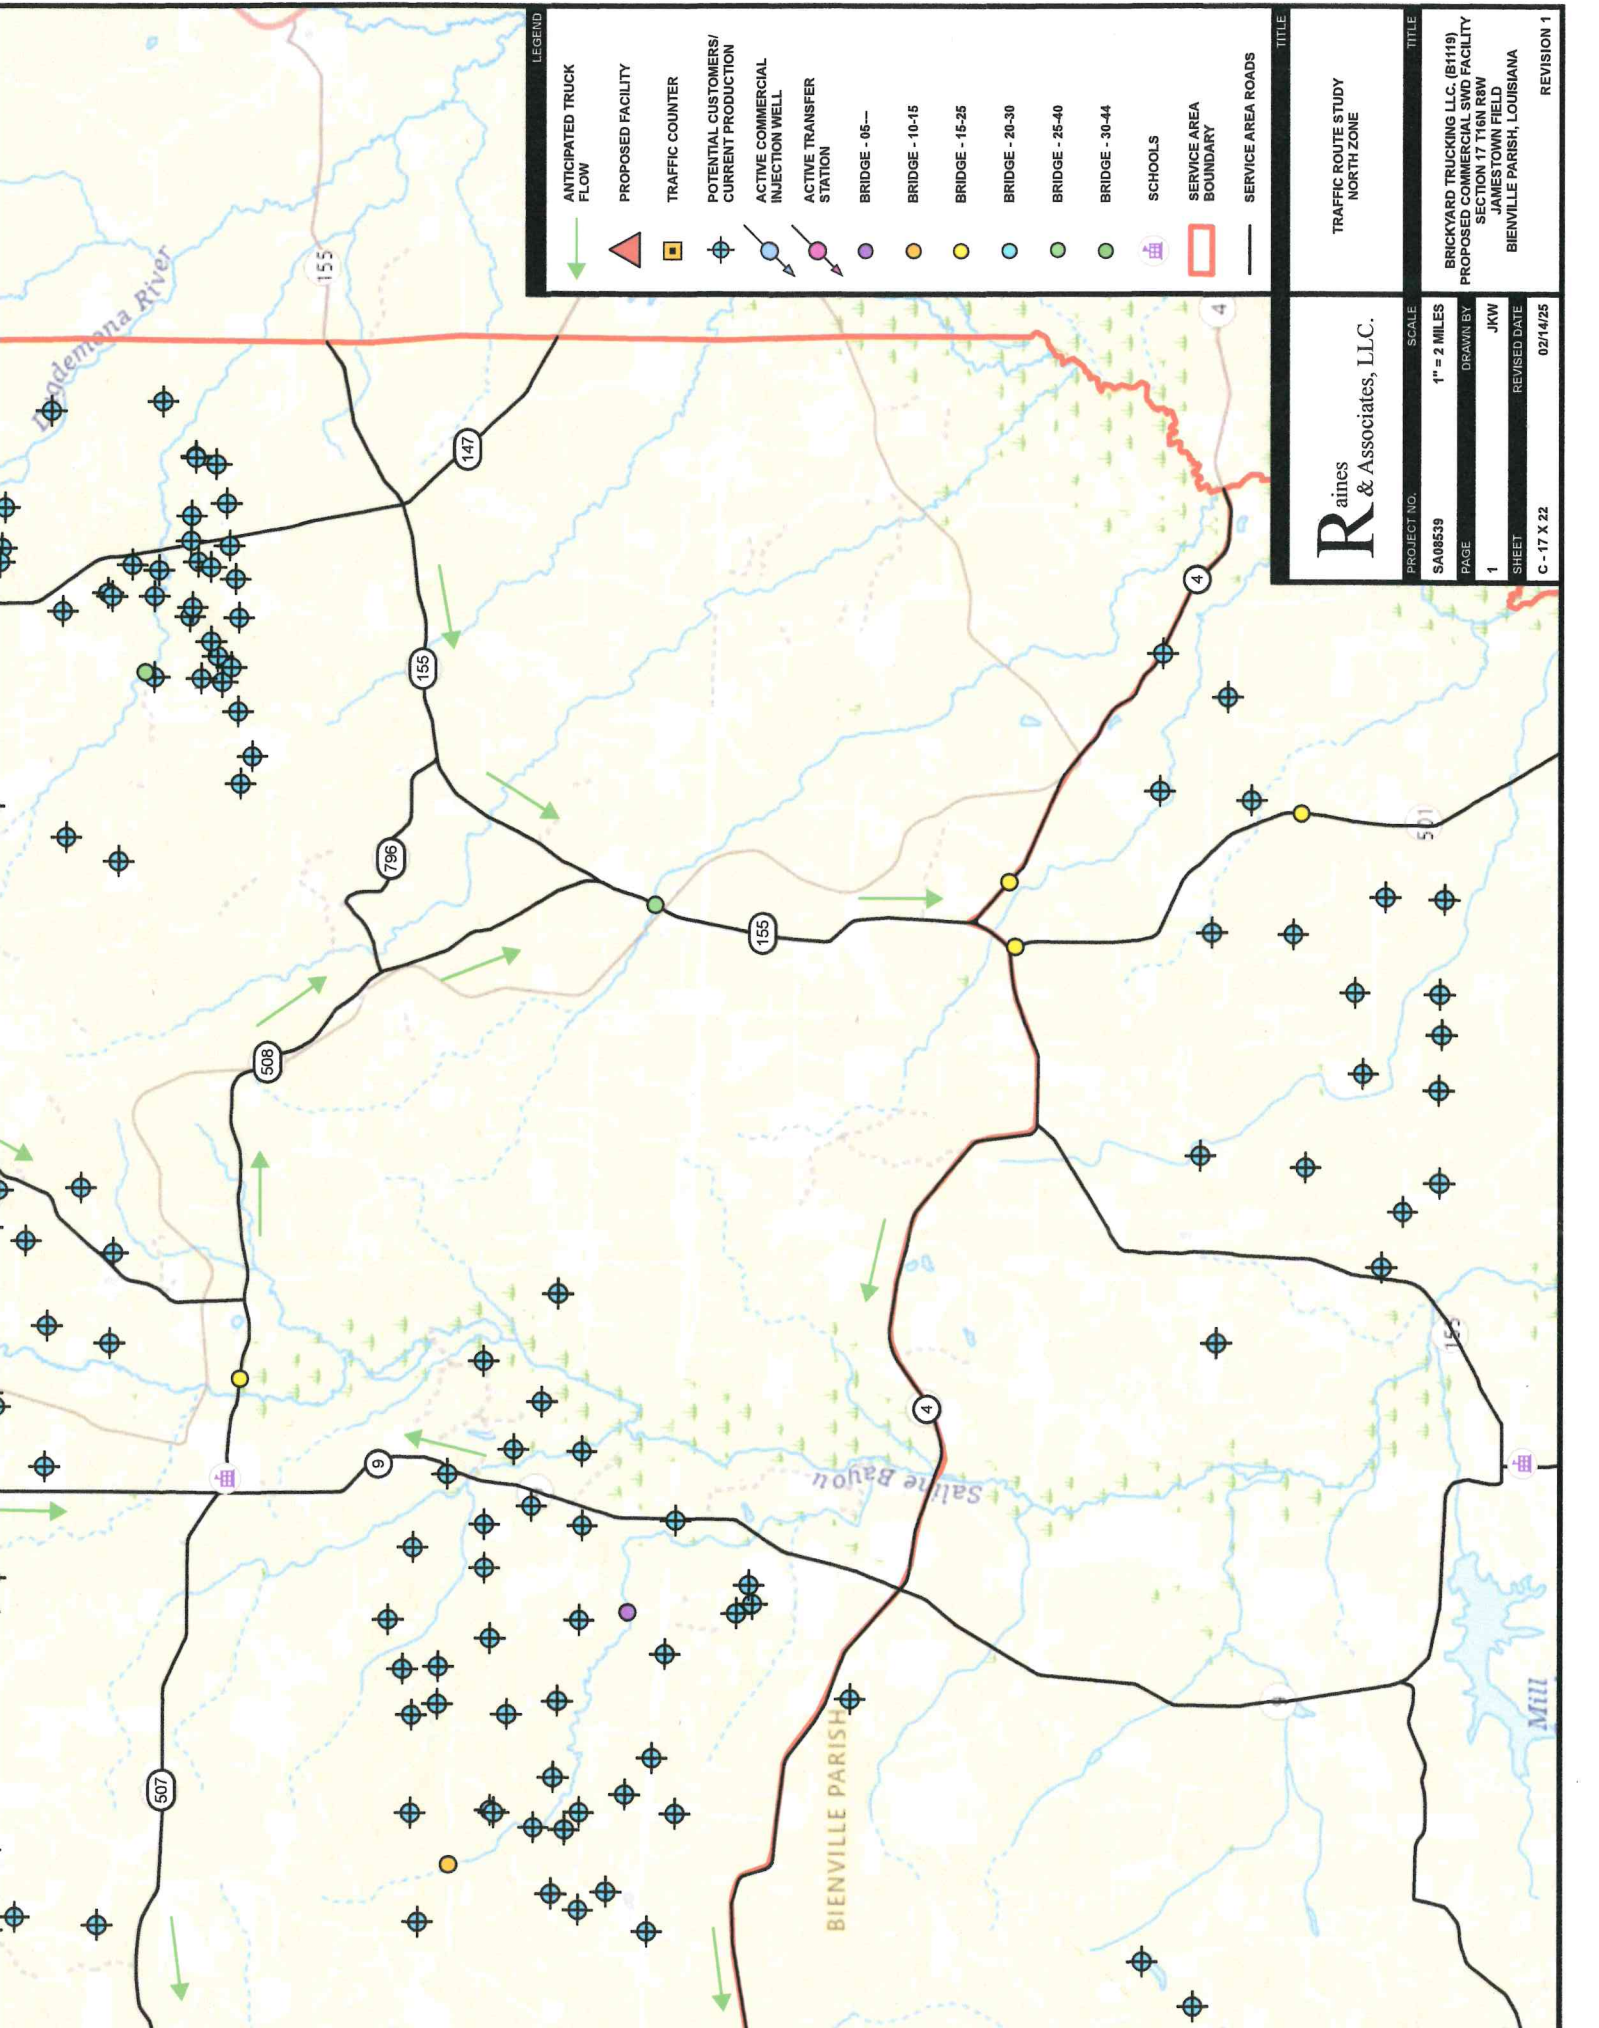 LEGEND
ANTICIPATED TRUCK
FLOW
PROPOSED FACILITY
TRAFFIC COUNTER
POTENTIAL CUSTOMERS/
CURRENT PRODUCTION
ACTIVE COMMERCIAL
INJECTION WELL
ACTIVE TRANSFER
STATION
BRIDGE - 05---
BRIDGE - 10-15
BRIDGE - 15-25
BRIDGE - 20-30
BRIDGE - 25-40
BRIDGE - 30-44
SCHOOLS
SERVICE AREA
BOUNDARY
SERVICE AREA ROADS
TITLE
TRAFFIC ROUTE STUDY
NORTH ZONE
TITLE
BRICKYARD TRUCKING LLC. (B1119)
PROPOSED COMMERCIAL SWD FACILITY
SECTION 17 T16N R8W
JAMESTOWN FIELD
BIENVILLE PARISH, LOUISIANA
REVISION 1
Raines
& Associates, LLC.
PROJECT NO.
SCALE
SA08539
1" = 2 MILES
PAGE
DRAWN BY
1
JKW
SHEET
REVISED DATE
C - 17 X 22
02/14/25
Dugdemona River
155
147
155
796
508
155
4
4
501
9
4
Saline Bayou
155
507
BIENVILLE PARISH
9
Mill